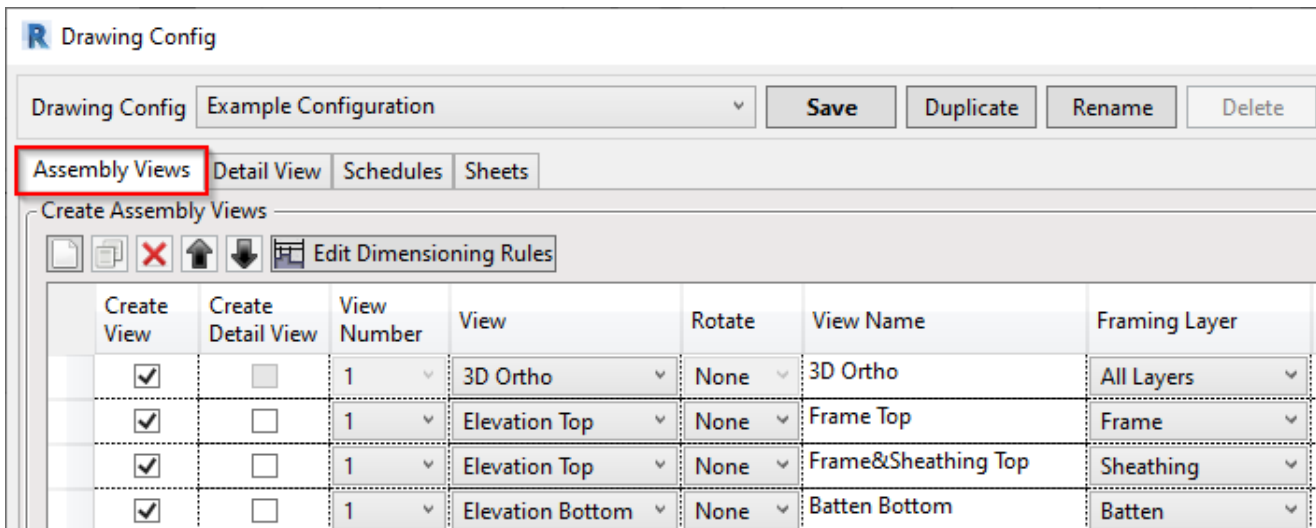 Drawing Config
Drawing Config Example Configuration Save Duplicate Rename Delete
Assembly Views Detail View Schedules Sheets
Create Assembly Views
Edit Dimensioning Rules
Create View Create Detail View View Number View Rotate View Name Framing Layer
1 3D Ortho None 3D Ortho All Layers
1 Elevation Top None Frame Top Frame
1 Elevation Top None Frame&Sheathing Top Sheathing
1 Elevation Bottom None Batten Bottom Batten